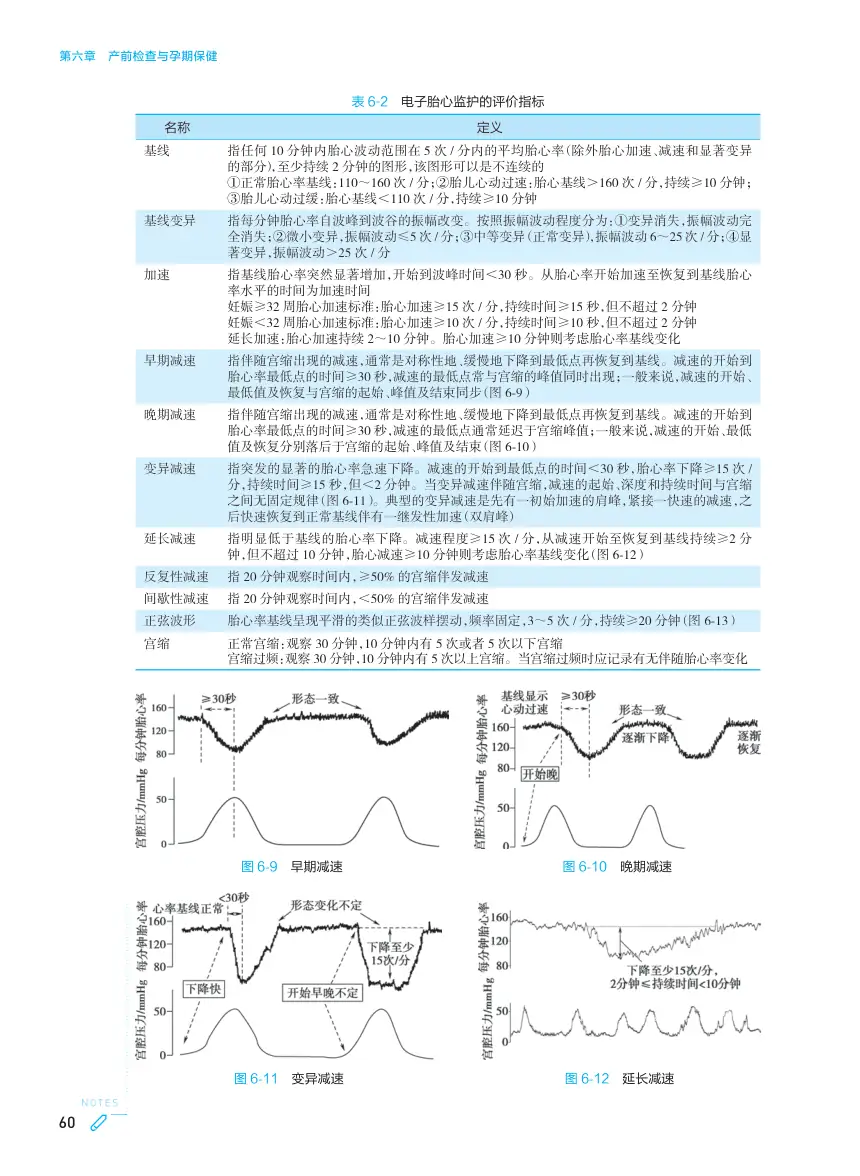 第六章 产前检查与孕期保健
表 6-2 电子胎心监护的评价指标
名称 定义
基线 指任何 10 分钟内胎心波动范围在 5 次 / 分内的平均胎心率（除外胎心加速、减速和显著变异
的部分），至少持续 2 分钟的图形，该图形可以是不连续的
①正常胎心率基线：110～160 次 / 分；②胎儿心动过速：胎心基线＞160 次 / 分，持续≥10 分钟；
③胎儿心动过缓：胎心基线＜110 次 / 分，持续≥10 分钟
基线变异 指每分钟胎心率自波峰到波谷的振幅改变。按照振幅波动程度分为：①变异消失，振幅波动完
全消失；②微小变异，振幅波动≤5 次 / 分；③中等变异（正常变异），振幅波动 6～25 次 / 分；④显
著变异，振幅波动＞25 次 / 分
加速 指基线胎心率突然显著增加，开始到波峰时间＜30 秒。从胎心率开始加速至恢复到基线胎心
率水平的时间为加速时间
妊娠≥32 周胎心加速标准：胎心加速≥15 次 / 分，持续时间≥15 秒，但不超过 2 分钟
妊娠＜32 周胎心加速标准：胎心加速≥10 次 / 分，持续时间≥10 秒，但不超过 2 分钟
延长加速：胎心加速持续 2～10 分钟。胎心加速≥10 分钟则考虑胎心率基线变化
早期减速 指伴随宫缩出现的减速，通常是对称性地、缓慢地下降到最低点再恢复到基线。减速的开始到
胎心率最低点的时间≥30 秒，减速的最低点常与宫缩的峰值同时出现；一般来说，减速的开始、
最低值及恢复与宫缩的起始、峰值及结束同步（图 6-9）
晚期减速 指伴随宫缩出现的减速，通常是对称性地、缓慢地下降到最低点再恢复到基线。减速的开始到
胎心率最低点的时间≥30 秒，减速的最低点通常延迟于宫缩峰值；一般来说，减速的开始、最低
值及恢复分别落后于宫缩的起始、峰值及结束（图 6-10）
变异减速 指突发的显著的胎心率急速下降。减速的开始到最低点的时间＜30 秒，胎心率下降≥15 次 /
分，持续时间≥15 秒，但＜2 分钟。当变异减速伴随宫缩，减速的起始、深度和持续时间与宫缩
之间无固定规律（图 6-11）。典型的变异减速是先有一初始加速的肩峰，紧接一快速的减速，之
后快速恢复到正常基线伴有一继发性加速（双肩峰）
延长减速 指明显低于基线的胎心率下降。减速程度≥15 次 / 分，从减速开始至恢复到基线持续≥2 分
钟，但不超过 10 分钟，胎心减速≥10 分钟则考虑胎心率基线变化（图 6-12）
反复性减速 指 20 分钟观察时间内，≥50% 的宫缩伴发减速
间歇性减速 指 20 分钟观察时间内，＜50% 的宫缩伴发减速
正弦波形 胎心率基线呈现平滑的类似正弦波样摆动，频率固定，3～5 次 / 分，持续≥20 分钟（图 6-13）
宫缩 正常宫缩：观察 30 分钟，10 分钟内有 5 次或者 5 次以下宫缩
宫缩过频：观察 30 分钟，10 分钟内有 5 次以上宫缩。当宫缩过频时应记录有无伴随胎心率变化
每分钟胎心率
160
120
80
≥30秒
形态一致
宫腔压力/mmHg
50
0
图 6-9 早期减速
每分钟胎心率
160
120
80
基线显示
心动过速
≥30秒
形态一致
逐渐下降
逐渐
恢复
开始晚
宫腔压力/mmHg
50
0
图 6-10 晚期减速
每分钟胎心率
160
120
80
心率基线正常
<30秒
形态变化不定
下降至少
15次/分
下降快
开始早晚不定
宫腔压力/mmHg
50
0
图 6-11 变异减速
每分钟胎心率
160
120
80
下降至少15次/分，
2分钟≤持续时间<10分钟
宫腔压力/mmHg
50
0
图 6-12 延长减速
NOTES
60